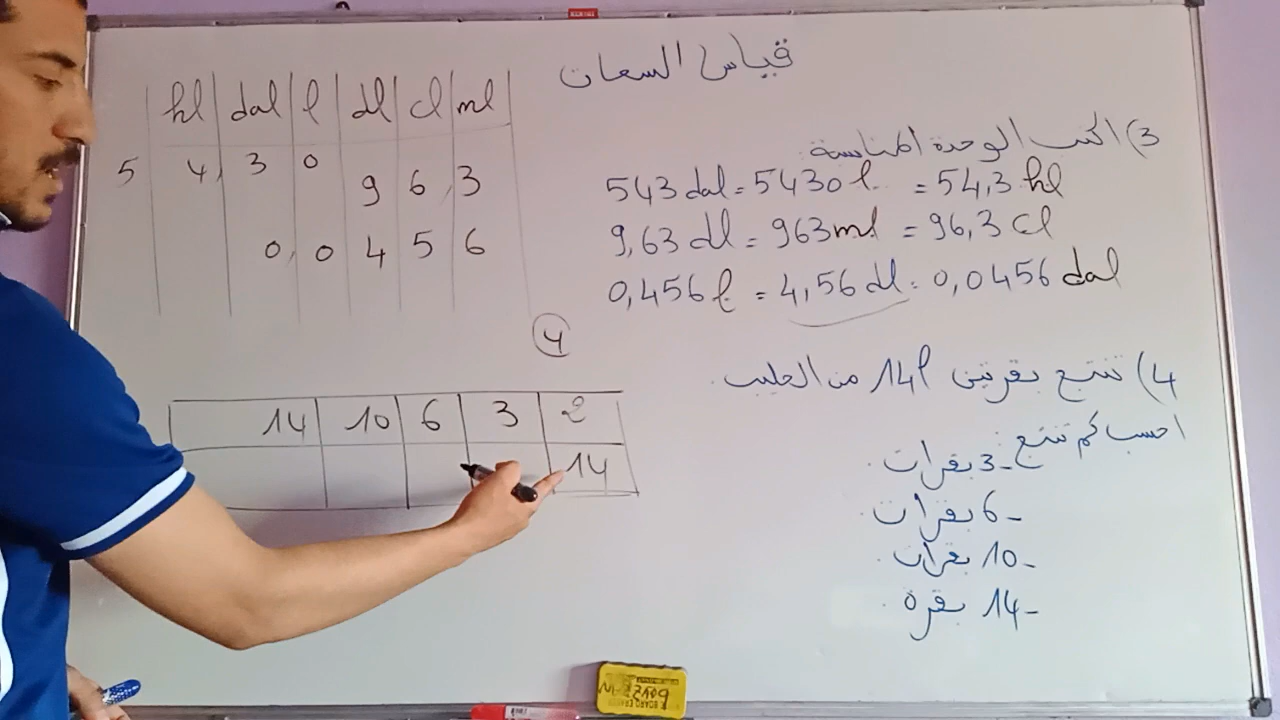 قياس السعات
3) اكتب الوحدة المناسبة
543 dal = 5430 l = 54,3 hl
9,63 dl = 963 ml = 96,3 cl
0,456 l = 4,56 dl = 0,0456 dal
4) تنتج بقرتين 14l من الحليب.
احسب كم تنتج
- 3 بقرات.
- 6 بقرات
- 10 بقرات
- 14 بقرة.
hl dal l dl cl ml
5 4, 3 0
9 6, 3
0, 0 4 5 6
4
14 10 6 3 2
14